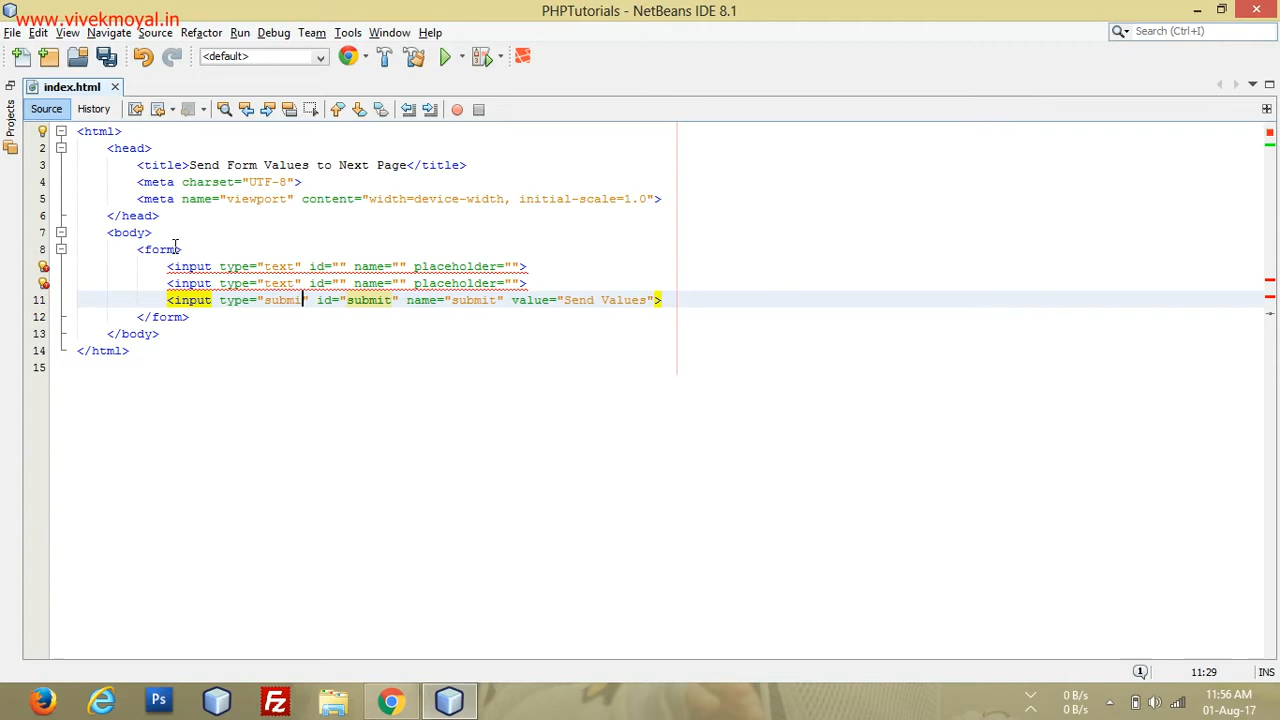 www.vivekmoyal.in
PHPTutorials - NetBeans IDE 8.1
File Edit View Navigate Source Refactor Run Debug Team Tools Window Help
Search (Ctrl+I)
<default>
index.html
Source History
Projects
<html>
2 <head>
3 <title>Send Form Values to Next Page</title>
4 <meta charset="UTF-8">
5 <meta name="viewport" content="width=device-width, initial-scale=1.0">
6 </head>
7 <body>
8 <form>
<input type="text" id="" name="" placeholder="">
<input type="text" id="" name="" placeholder="">
11 <input type="submi" id="submit" name="submit" value="Send Values">
12 </form>
13 </body>
14 </html>
15
1 11:29 INS
Ps Fz
0 B/s 11:56 AM
0 B/s 01-Aug-17